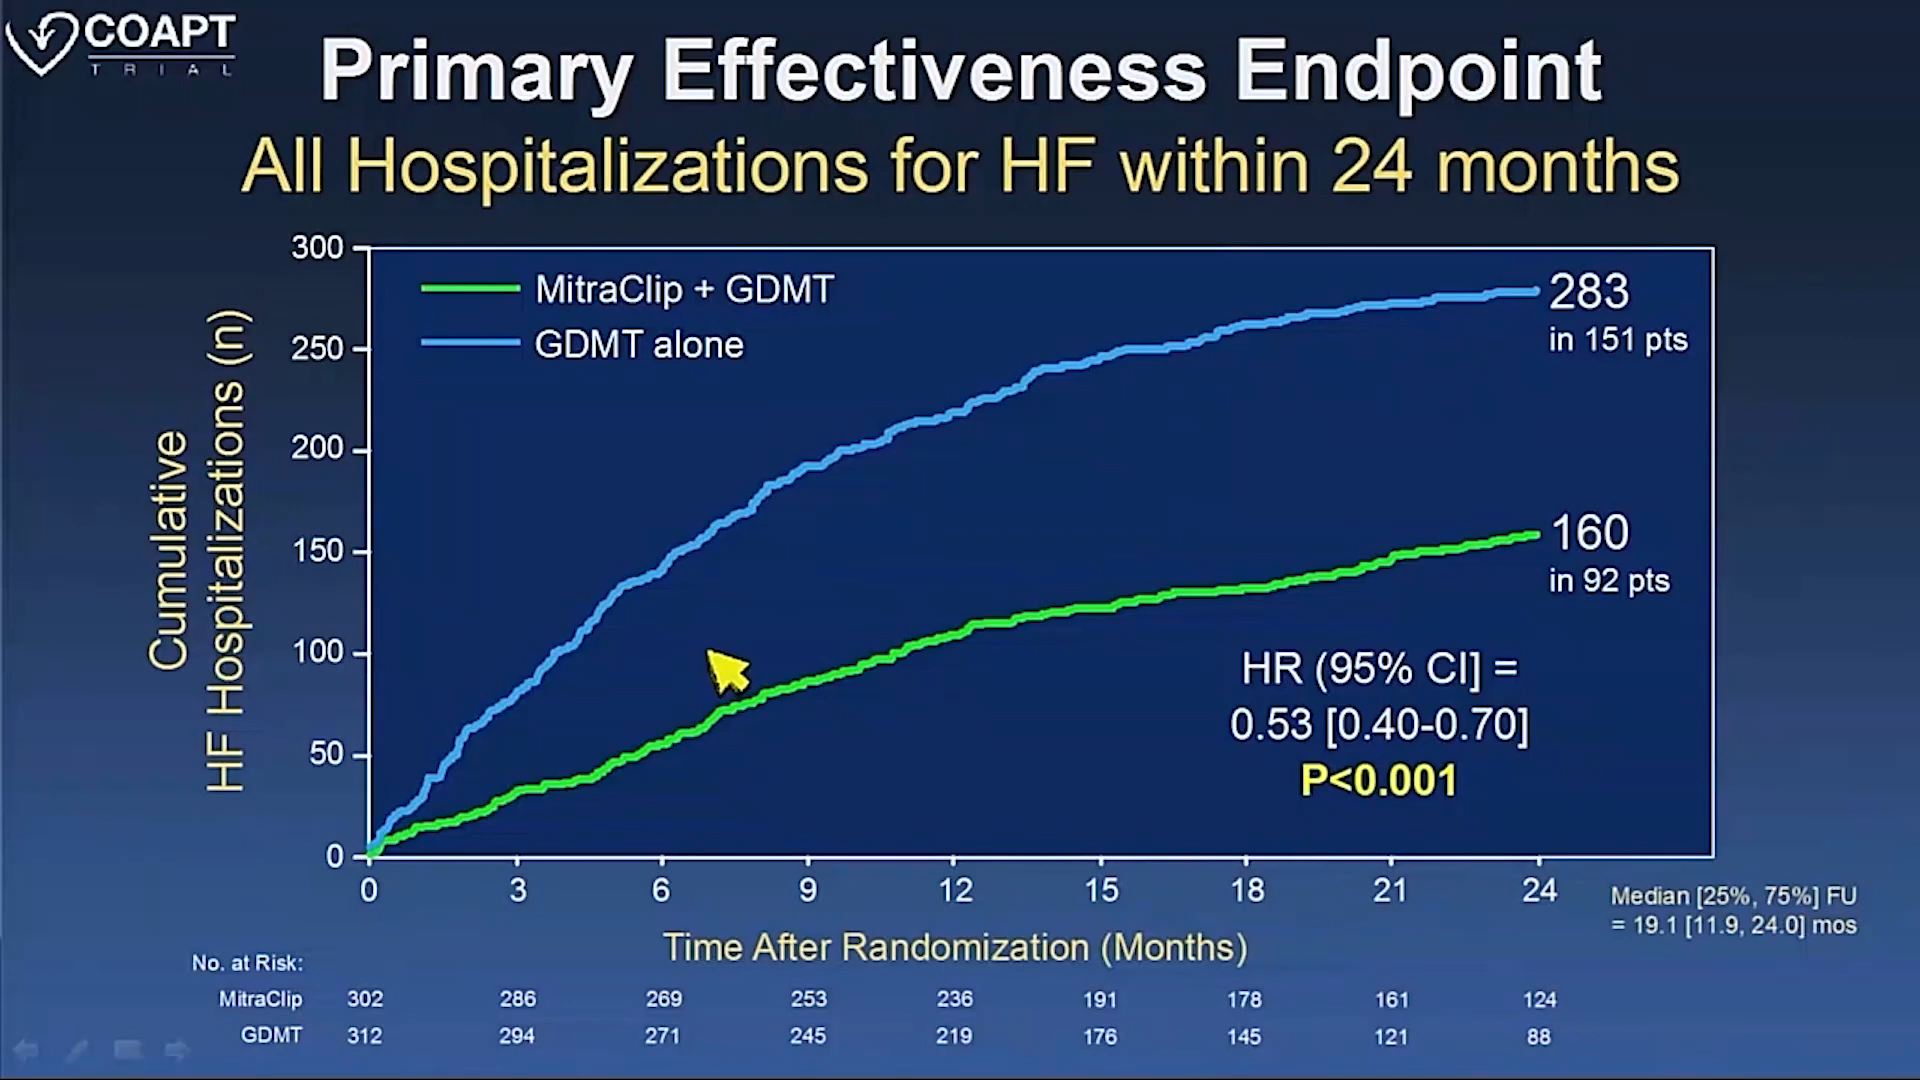 COAPT
TRIAL
Primary Effectiveness Endpoint
All Hospitalizations for HF within 24 months
Cumulative
HF Hospitalizations (n)
300
250
200
150
100
50
0
MitraClip + GDMT
GDMT alone
283
in 151 pts
160
in 92 pts
HR (95% CI] =
0.53 [0.40-0.70]
P<0.001
0 3 6 9 12 15 18 21 24
Time After Randomization (Months)
Median [25%, 75%] FU
= 19.1 [11.9, 24.0] mos
No. at Risk:
MitraClip 302 286 269 253 236 191 178 161 124
GDMT 312 294 271 245 219 176 145 121 88